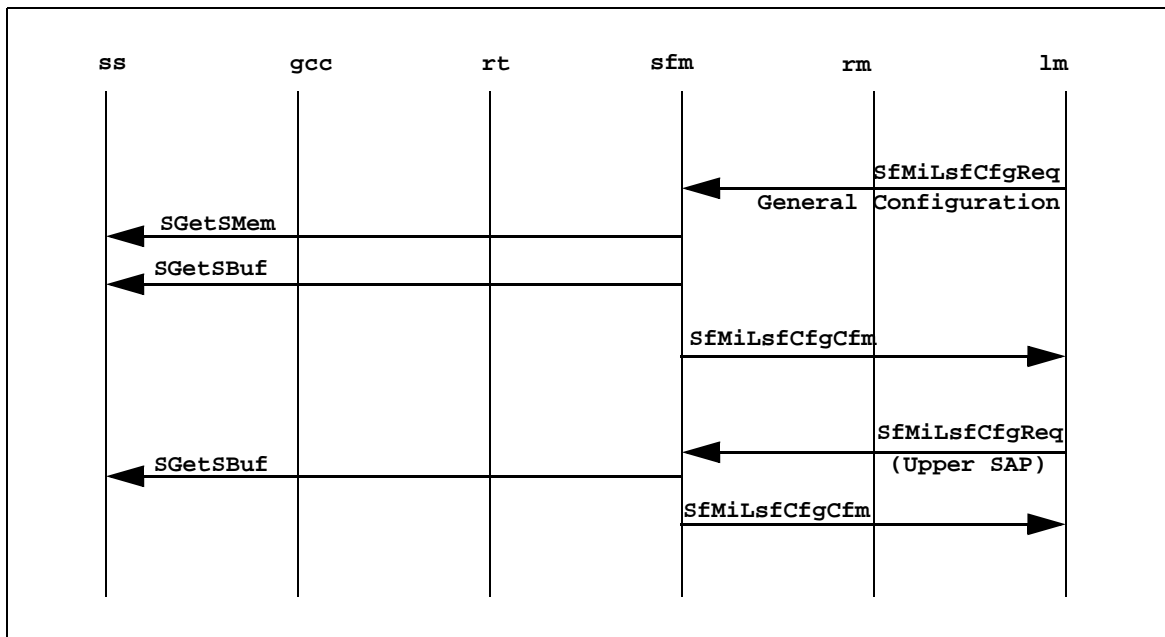 ss gcc rt sfm rm lm
SfMiLsfCfgReq
General Configuration
SGetSMem
SGetSBuf
SfMiLsfCfgCfm
SfMiLsfCfgReq
SGetSBuf
(Upper SAP)
SfMiLsfCfgCfm